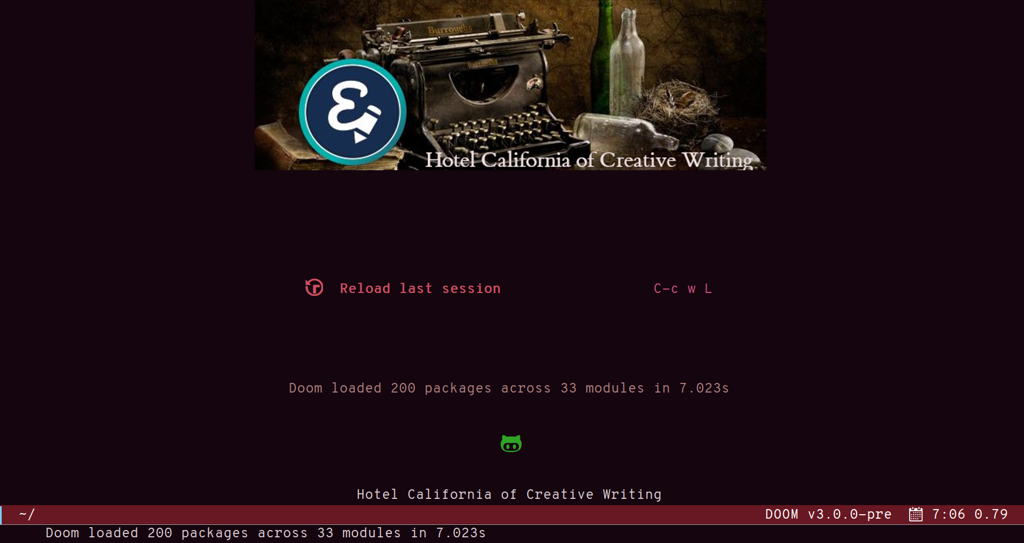 Burroughs
Hotel California of Creative Writing
Reload last session C-c w L
Doom loaded 200 packages across 33 modules in 7.023s
Hotel California of Creative Writing
~/ DOOM v3.0.0-pre 7:06 0.79
Doom loaded 200 packages across 33 modules in 7.023s